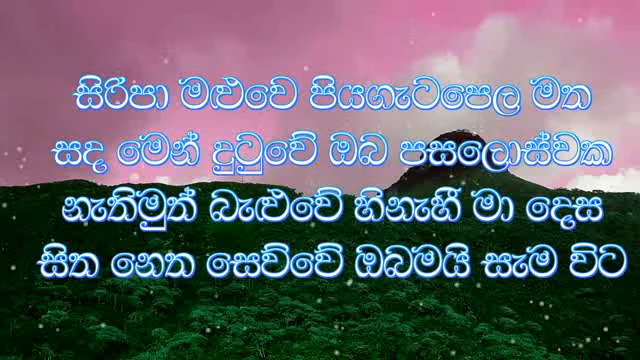 සිරිපා මළුවෙ පියගැටපෙල මත
සඳ මෙන් දුටුවේ ඔබ පසලොස්වක
නැතිමුත් බැළුවේ හිනැහී මා දෙස
සිත නෙත සෙව්වේ ඔබමයි සැම විට